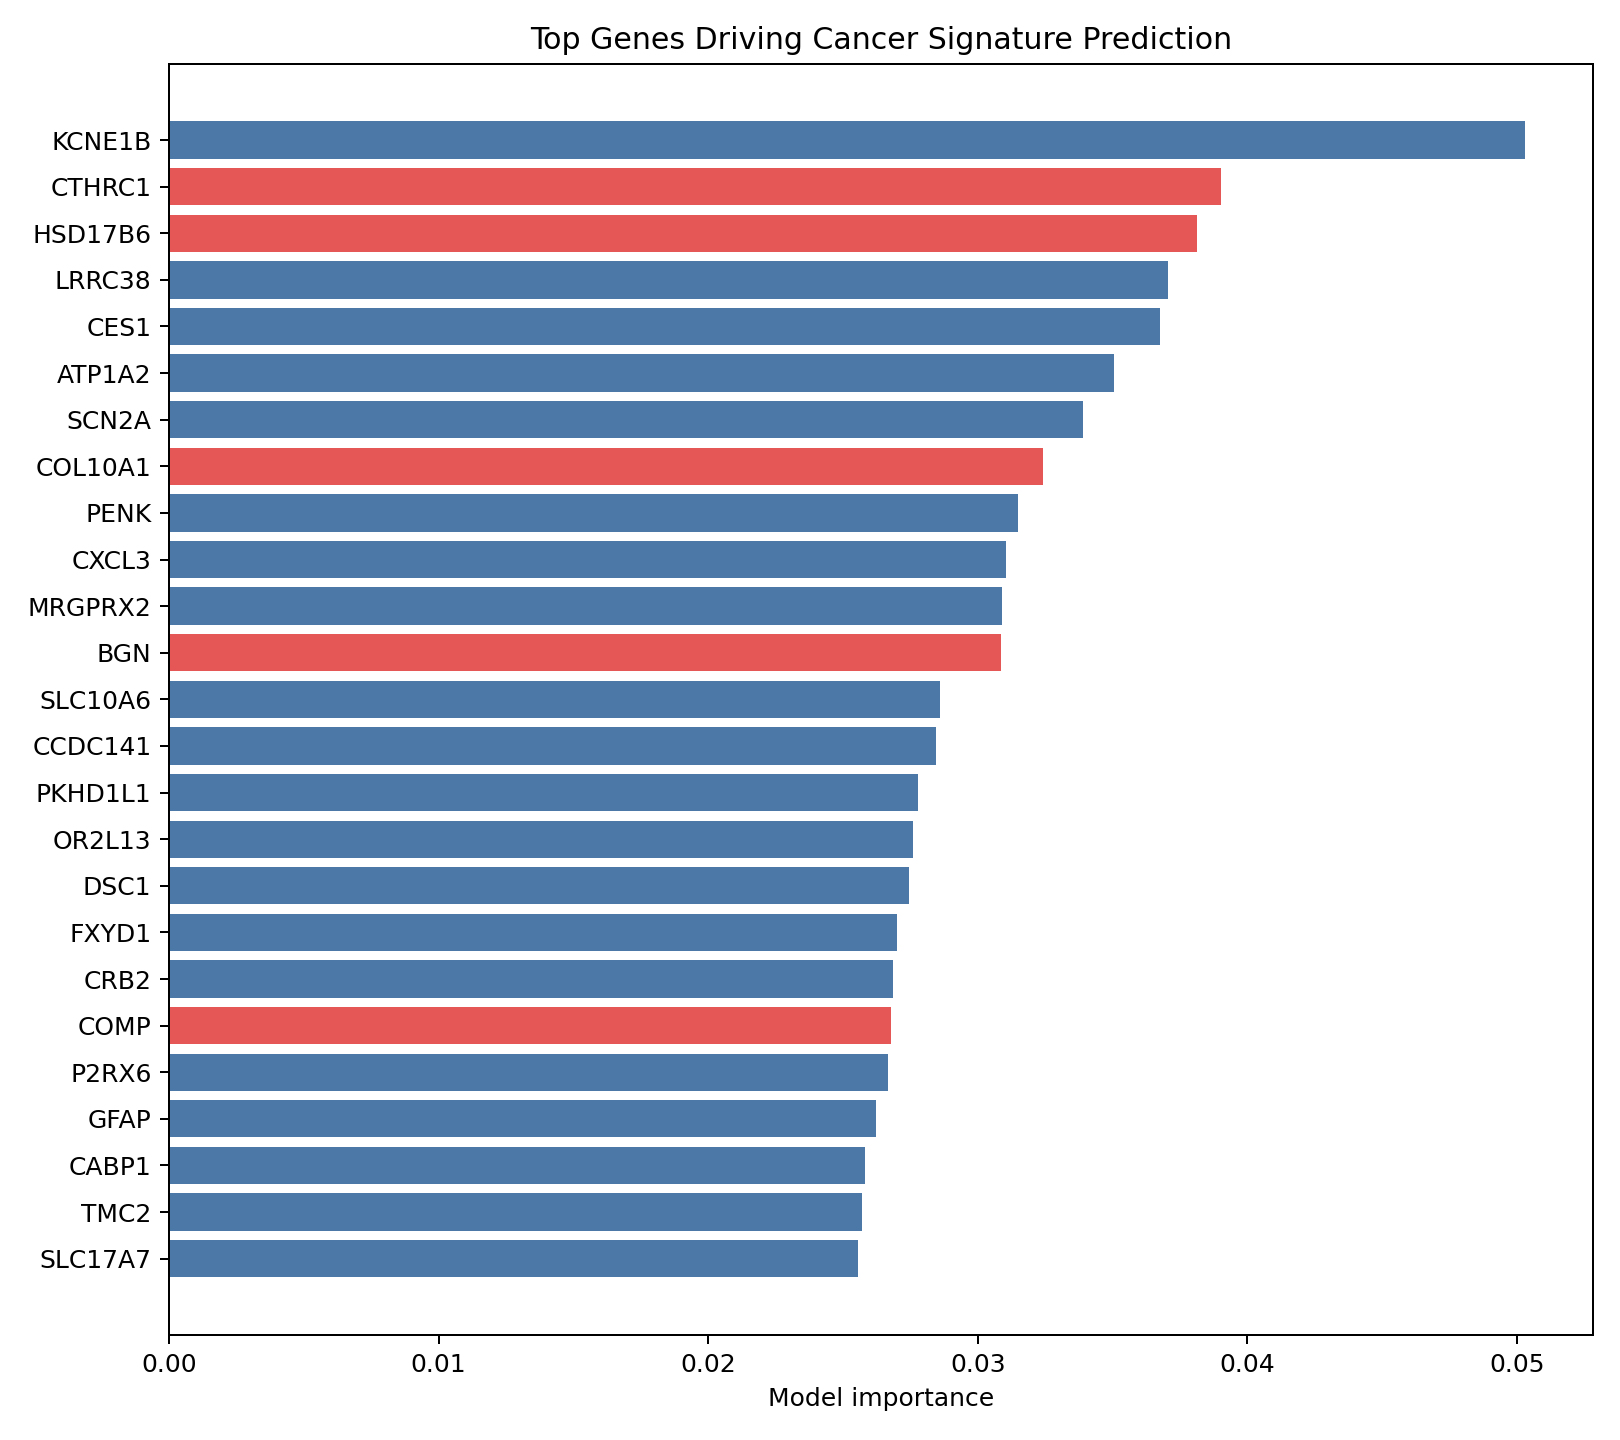 Top Genes Driving Cancer Signature Prediction
KCNE1B
CTHRC1
HSD17B6
LRRC38
CES1
ATP1A2
SCN2A
COL10A1
PENK
CXCL3
MRGPRX2
BGN
SLC10A6
CCDC141
PKHD1L1
OR2L13
DSC1
FXYD1
CRB2
COMP
P2RX6
GFAP
CABP1
TMC2
SLC17A7
0.00 0.01 0.02 0.03 0.04 0.05
Model importance